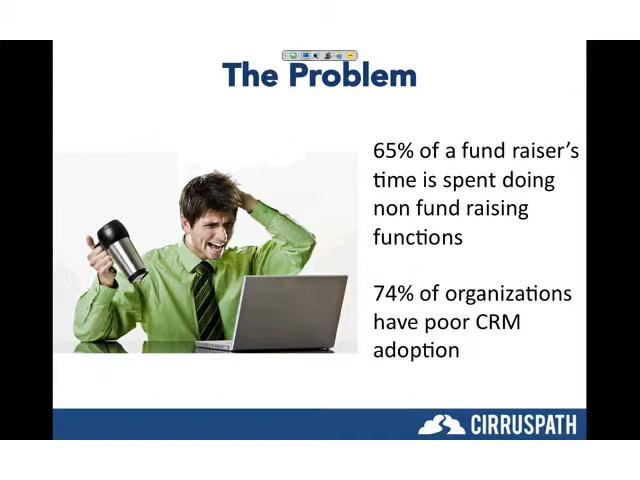 The Problem
65% of a fund raiser’s
time is spent doing
non fund raising
functions
74% of organizations
have poor CRM
adoption
CIRRUSPATH